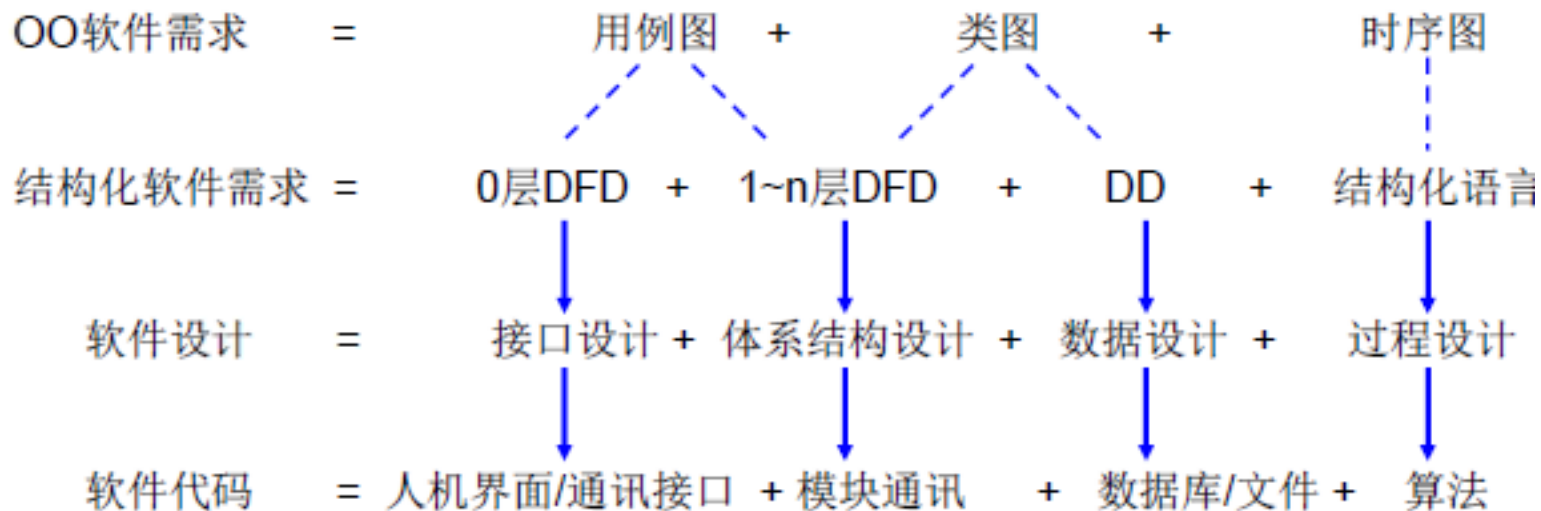 OO软件需求 = 用例图 + 类图 + 时序图
结构化软件需求 = 0层DFD + 1~n层DFD + DD + 结构化语言
软件设计 = 接口设计 + 体系结构设计 + 数据设计 + 过程设计
软件代码 = 人机界面/通讯接口 + 模块通讯 + 数据库/文件 + 算法